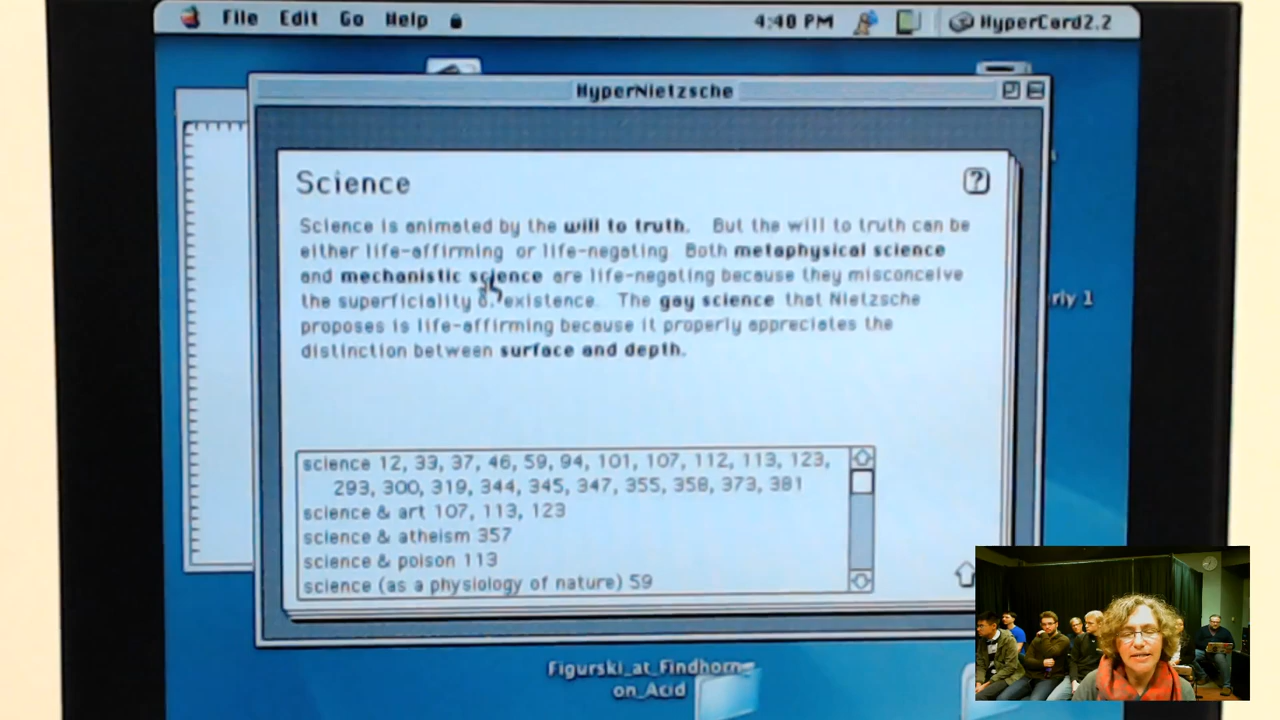 File Edit Go Help 4:40 PM HyperCard2.2
HyperNietzsche
Science
?
Science is animated by the will to truth. But the will to truth can be
either life-affirming or life-negating. Both metaphysical science
and mechanistic science are life-negating because they misconceive
the superficiality existence. The gay science that Nietzsche
proposes is life-affirming because it properly appreciates the
distinction between surface and depth.
science 12, 33, 37, 46, 59, 94, 101, 107, 112, 113, 123,
293, 300, 319, 344, 345, 347, 355, 358, 373, 381
science & art 107, 113, 123
science & atheism 357
science & poison 113
science (as a physiology of nature) 59
Figurski_at_Findhorn
on_Acid